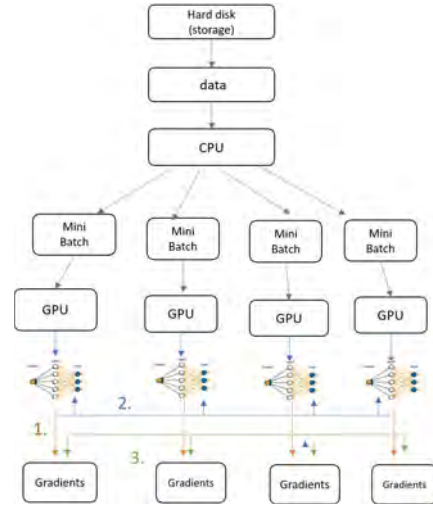 Hard disk
(storage)
data
CPU
Mini
Batch
Mini
Batch
Mini
Batch
Mini
Batch
GPU
GPU
GPU
GPU
2.
1.
3.
Gradients
Gradients
Gradients
Gradients